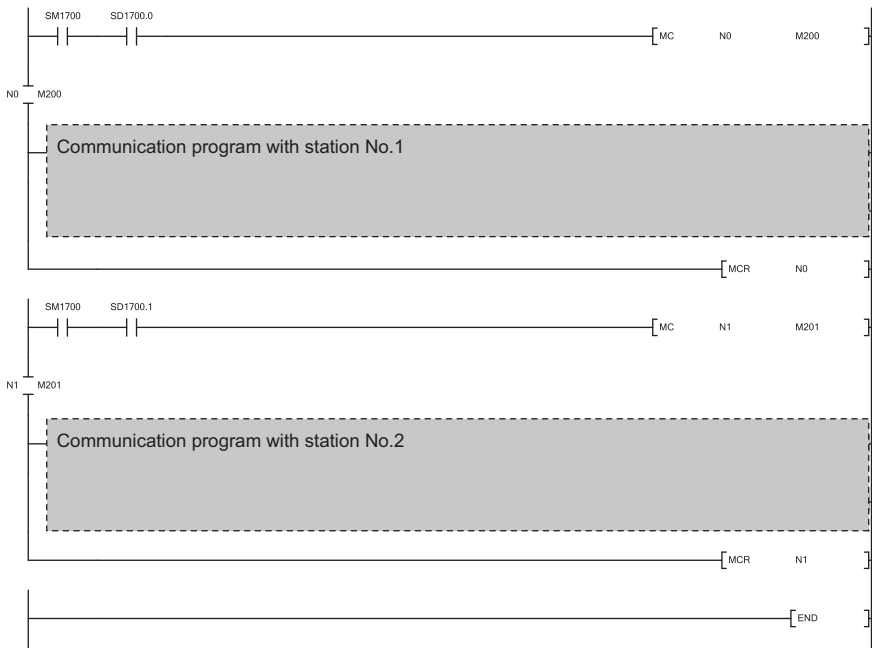 SM1700 SD1700.0
MC N0 M200
N0 M200
Communication program with station No.1
MCR N0
SM1700 SD1700.1
MC N1 M201
N1 M201
Communication program with station No.2
MCR N1
END